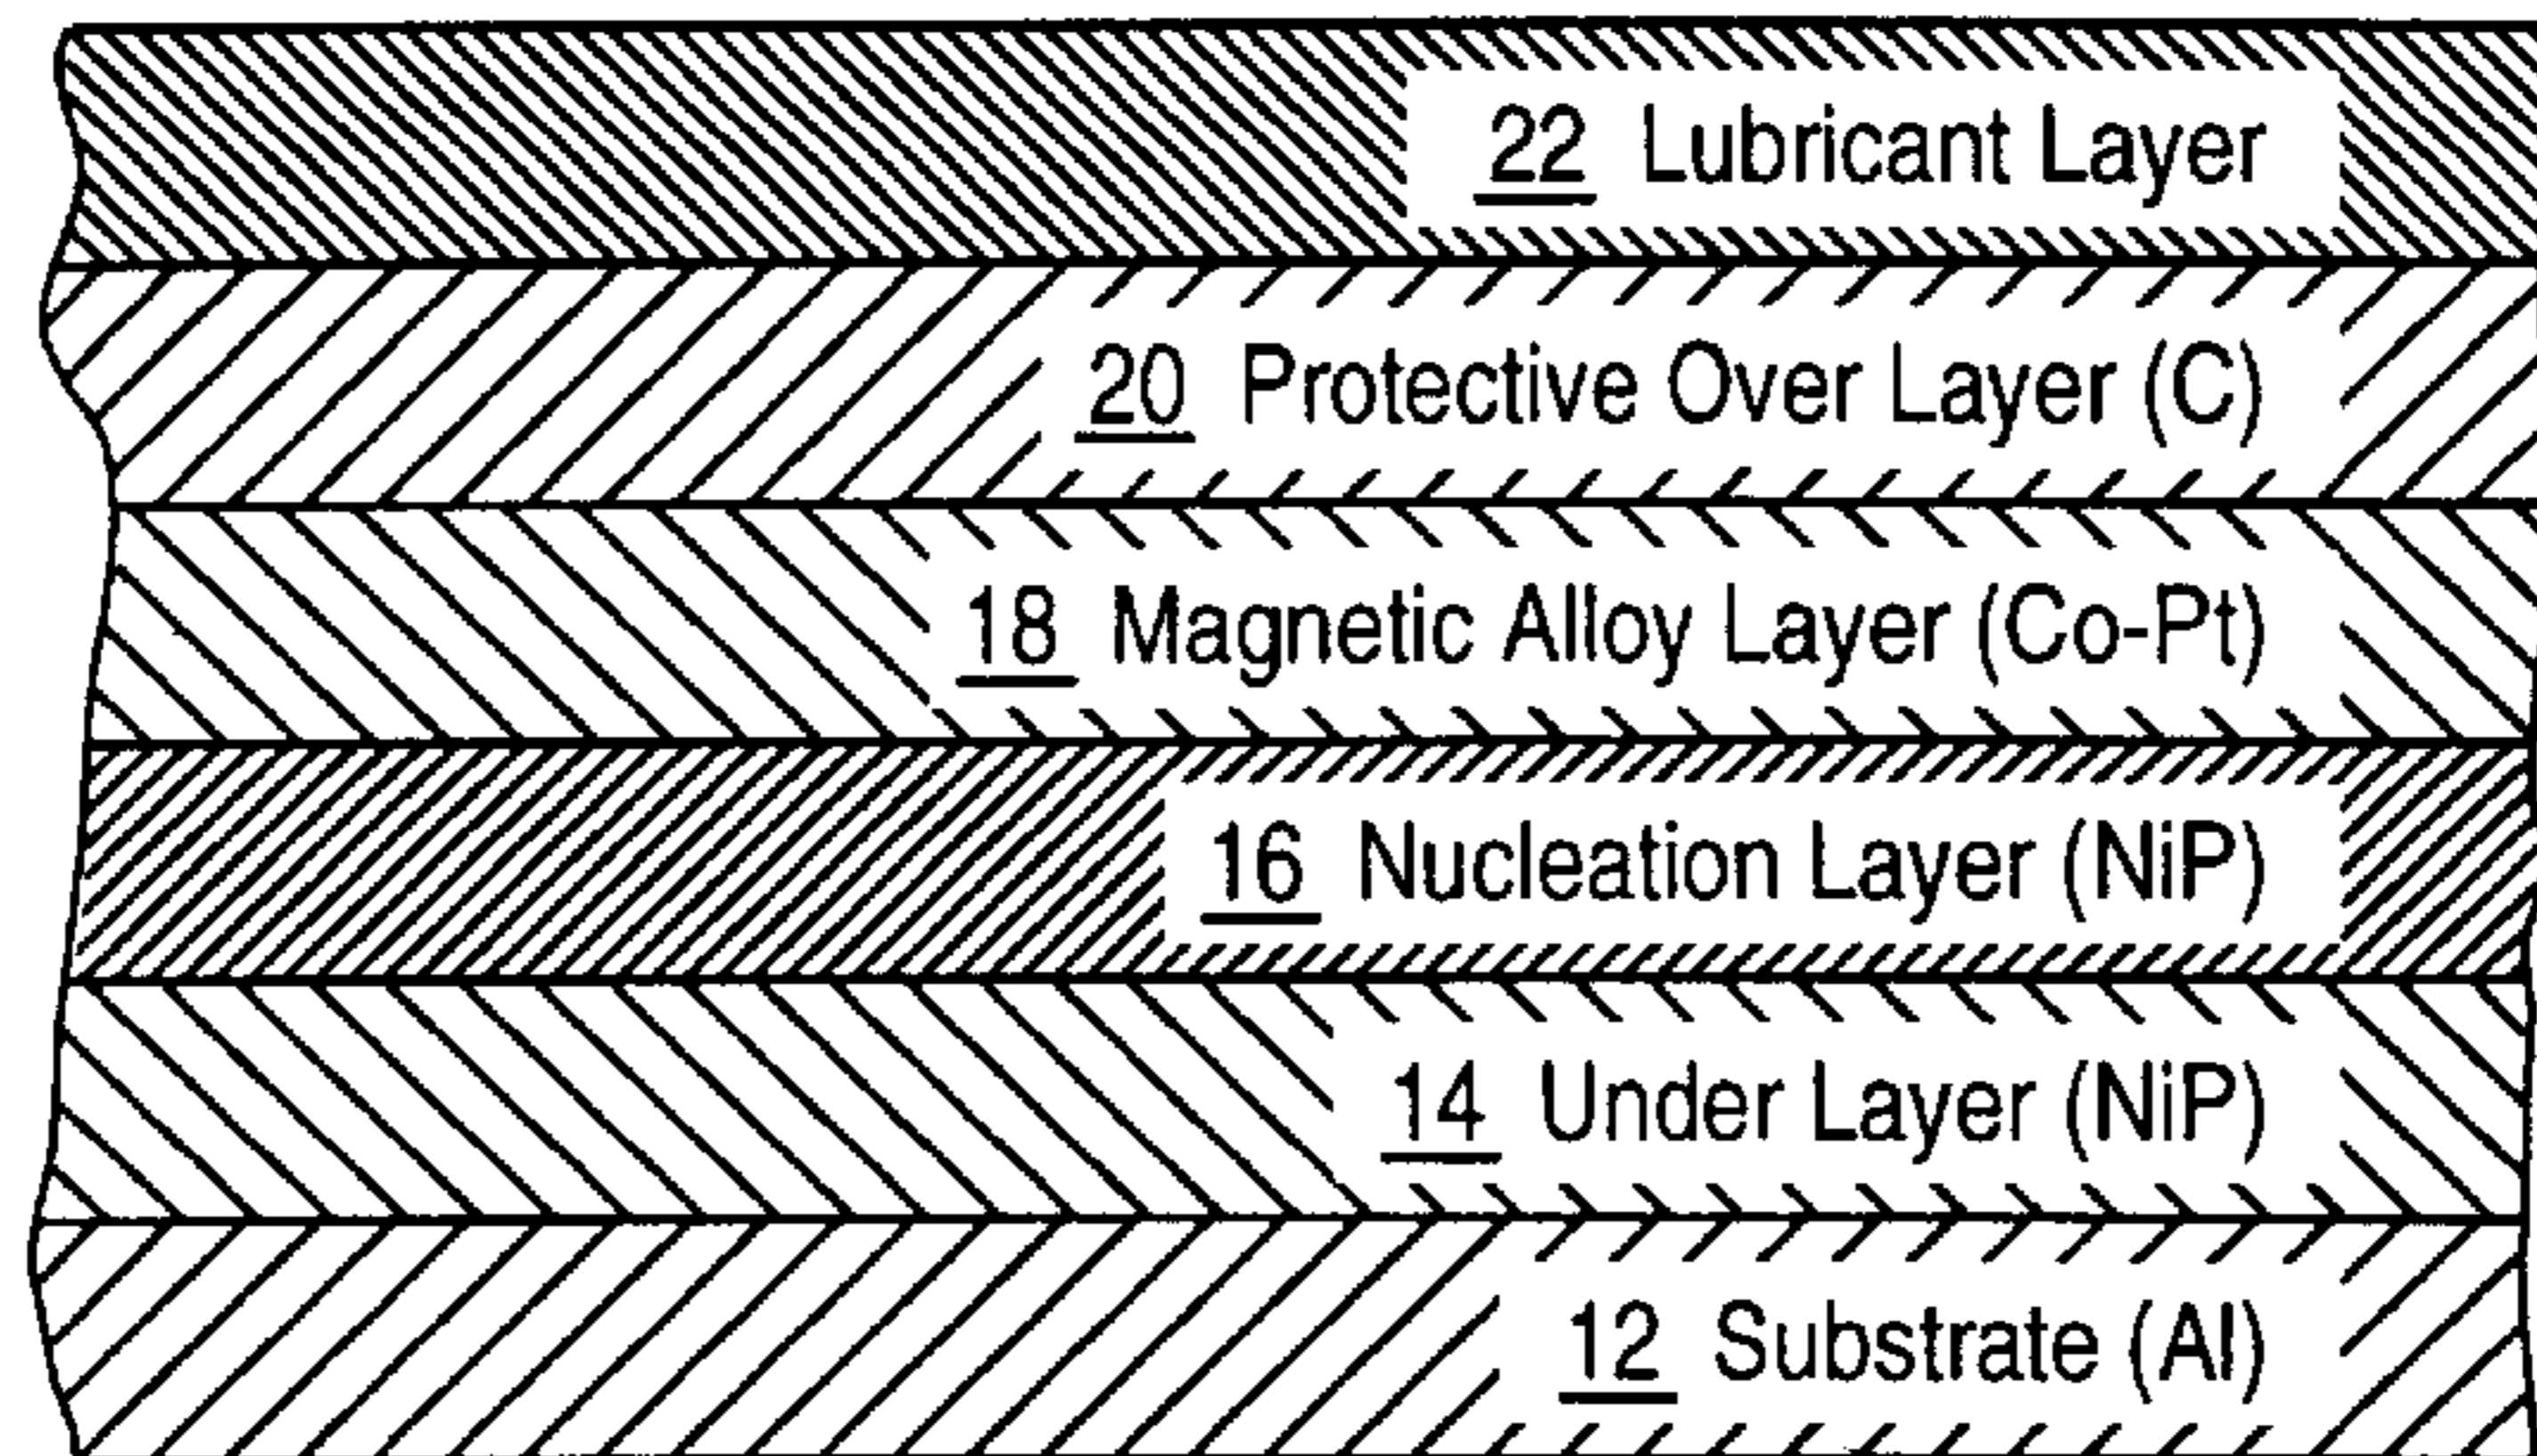 22 Lubricant Layer
20 Protective Over Layer (C)
18 Magnetic Alloy Layer (Co-Pt)
16 Nucleation Layer (NiP)
14 Under Layer (NiP)
12 Substrate (Al)